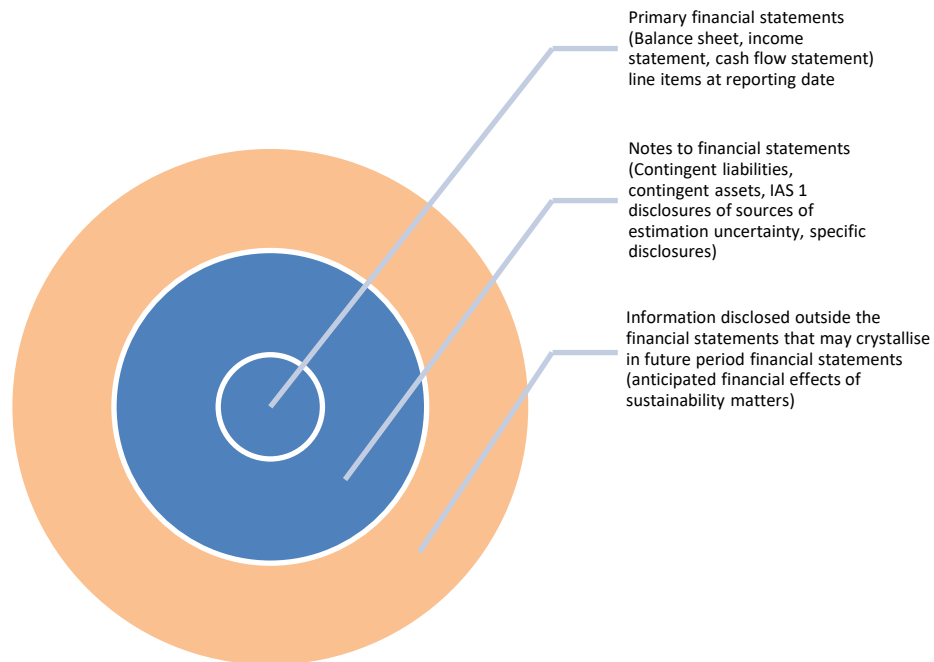 Primary financial statements
(Balance sheet, income
statement, cash flow statement)
line items at reporting date
Notes to financial statements
(Contingent liabilities,
contingent assets, IAS 1
disclosures of sources of
estimation uncertainty, specific
disclosures)
Information disclosed outside the
financial statements that may crystallise
in future period financial statements
(anticipated financial effects of
sustainability matters)